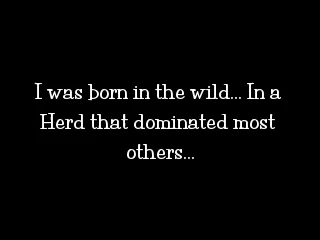 I was born in the wild... In a
Herd that dominated most
others...